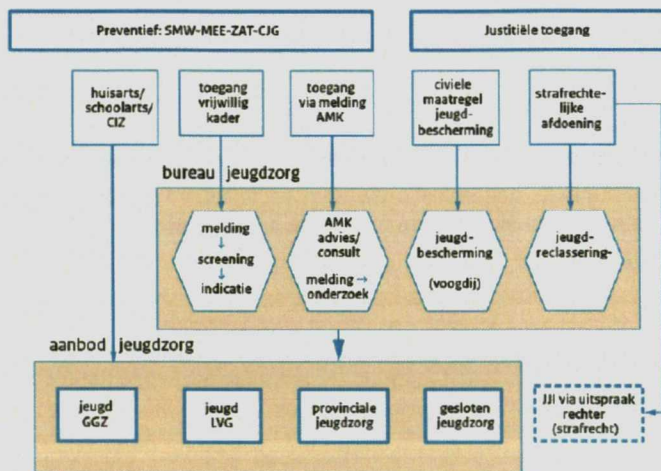 Preventief: SMW-MEE-ZAT-CJG
Justitiële toegang
huisarts/
schoolarts/
CIZ
toegang
vrijwillig
kader
toegang
via melding
AMK
civiele
maatregel
jeugd-
bescherming
strafrechte-
lijke
afdoening
bureau jeugdzorg
melding
↓
screening
↓
indicatie
AMK
advies/
consult
melding →
onderzoek
jeugd-
bescherming
(voogdij)
jeugd-
reclassering-
aanbod jeugdzorg
jeugd
GGZ
jeugd
LVG
provinciale
jeugdzorg
gesloten
jeugdzorg
JJI via uitspraak
rechter
(strafrecht)